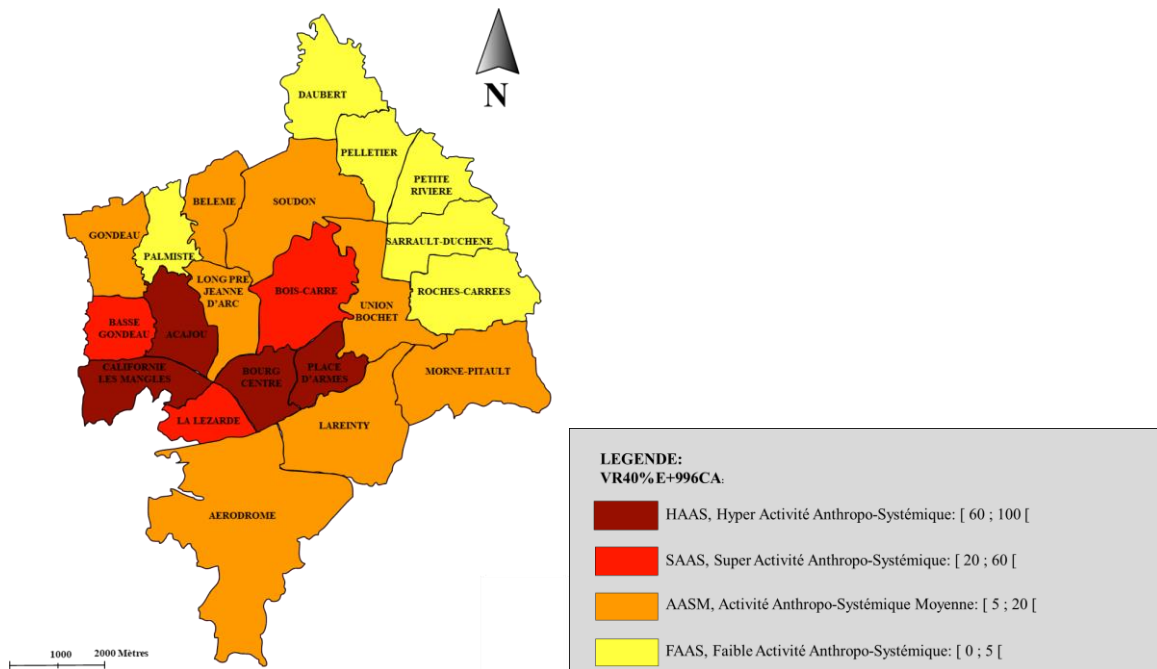 N
DAUBERT
PELLETIER
PETITE
RIVIERE
BELEME
SOUDON
GONDEAU
PALMISTE
SARRAULT-DUCHENE
LONG PRE
JEANNE
D'ARC
BOIS-CARRE
ROCHES-CARREES
UNION
BOCHET
BASSE
GONDEAU
ACAJOU
CALIFORNIE
LES MANGLES
BOURG
CENTRE
PLACE
D'ARMES
MORNE-PITAULT
LA LEZARDE
LAREINTY
AERODROME
1000
2000 Mètres
LEGENDE:
VR40%E+996CA:
HAAS, Hyper Activité Anthropo-Systémique: [ 60 ; 100 [
SAAS, Super Activité Anthropo-Systémique: [ 20 ; 60 [
AASM, Activité Anthropo-Systémique Moyenne: [ 5 ; 20 [
FAAS, Faible Activité Anthropo-Systémique: [ 0 ; 5 [